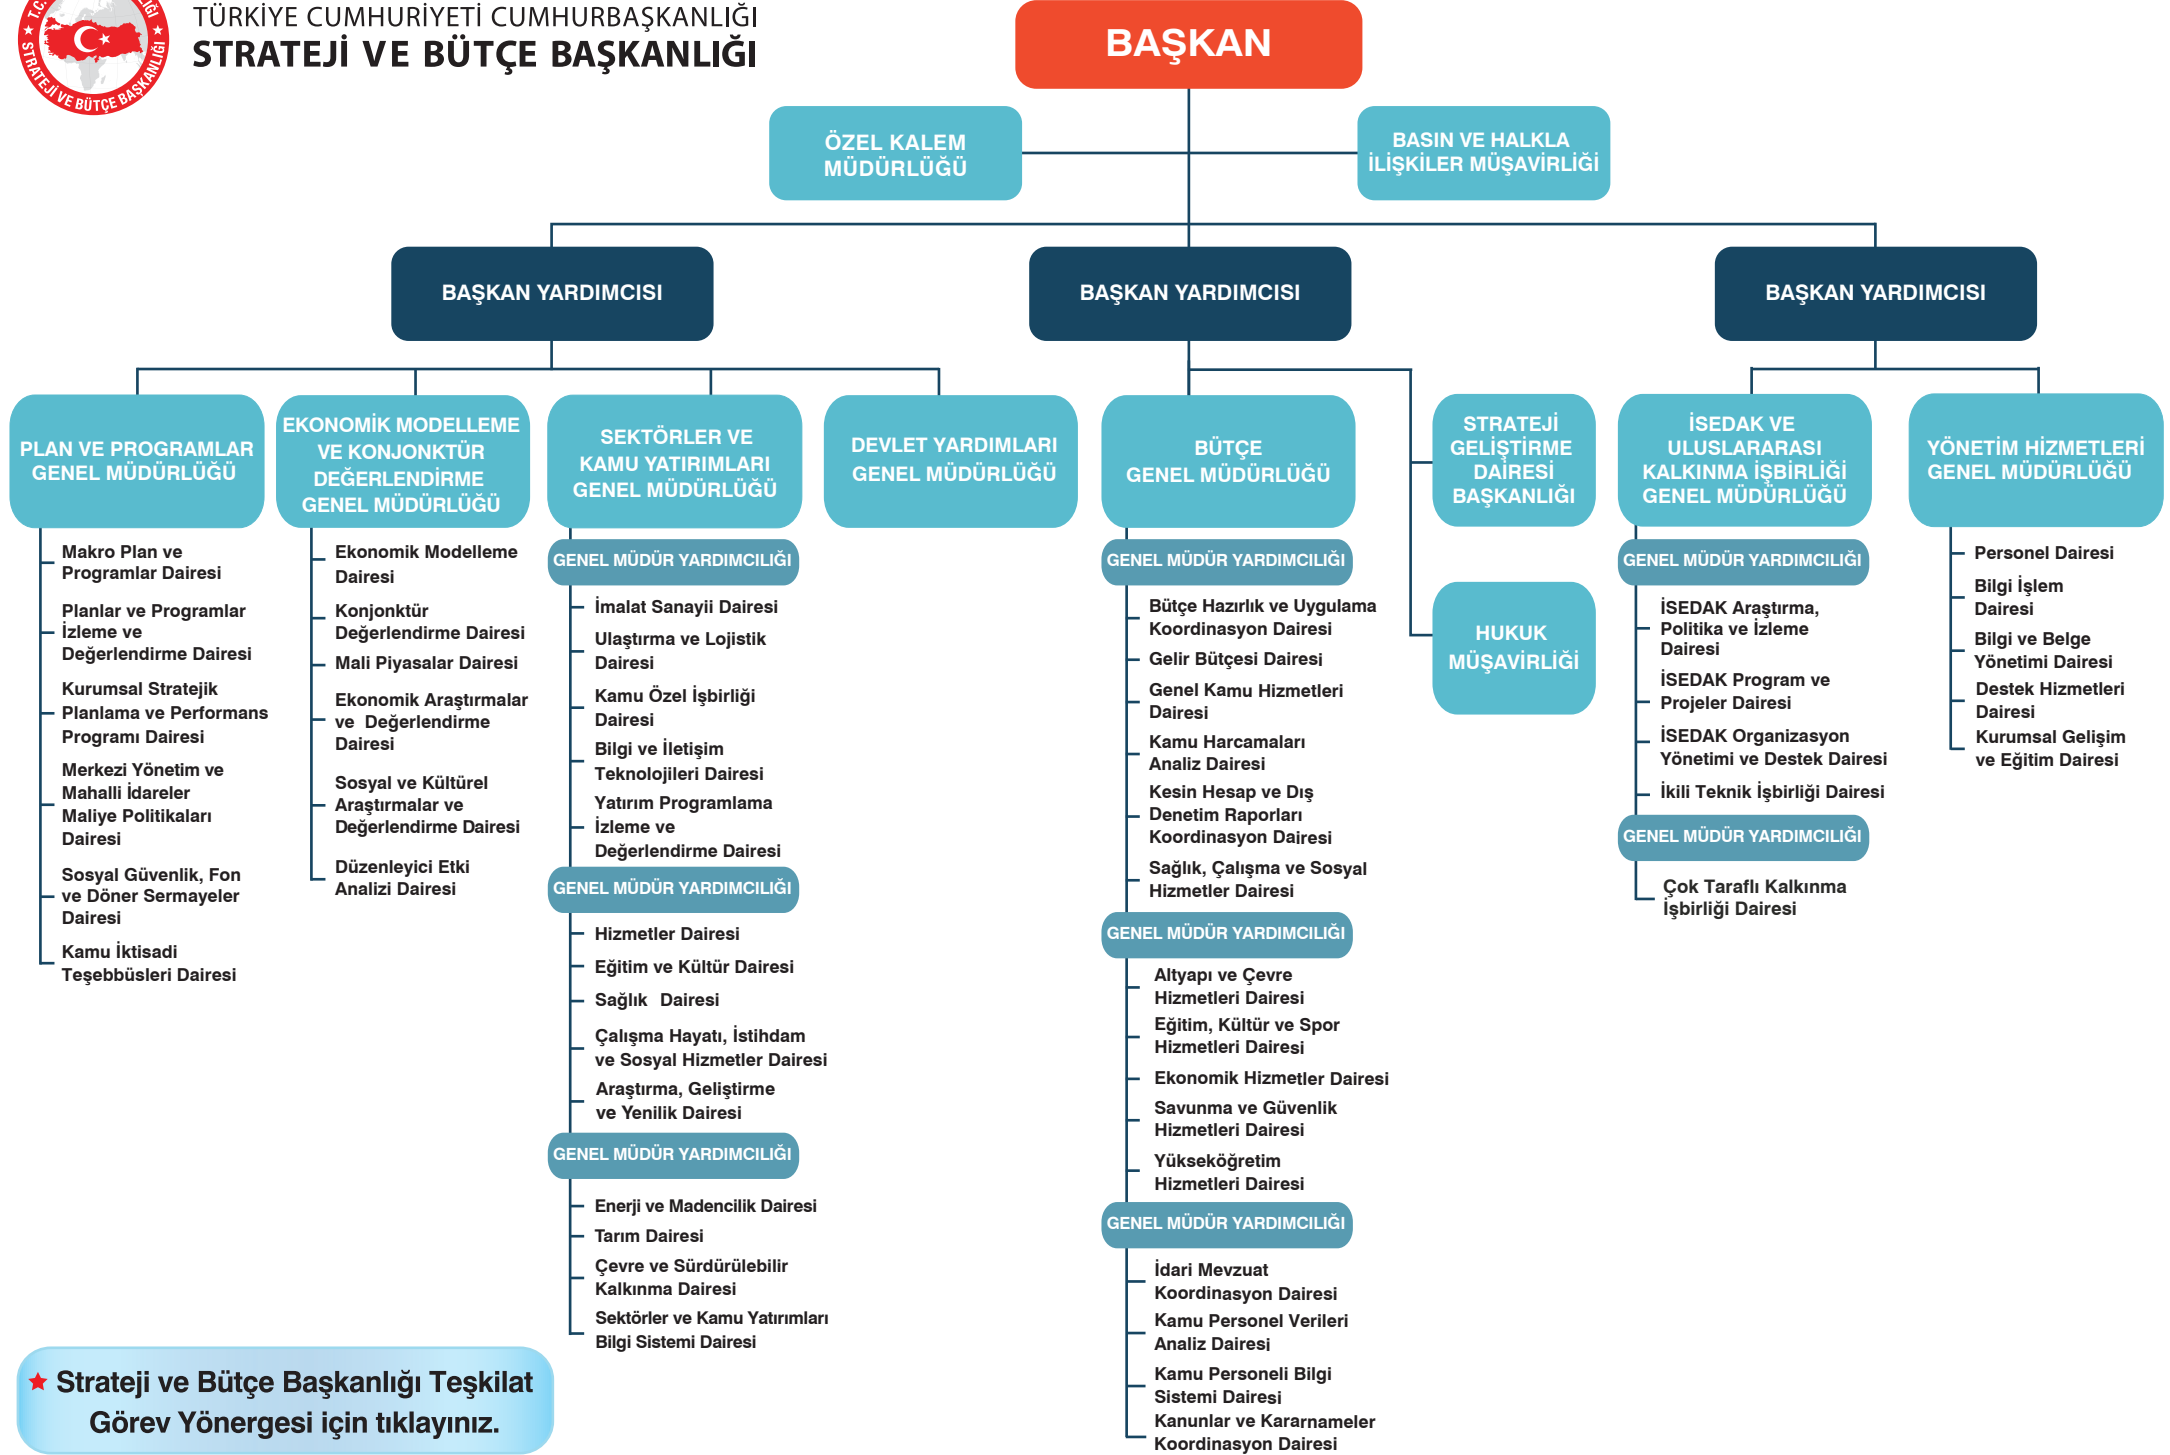 T.C.
STRATEJİ VE BÜTÇE BAŞKANLIĞI
TÜRKİYE CUMHURİYETİ CUMHURBAŞKANLIĞI
STRATEJİ VE BÜTÇE BAŞKANLIĞI
BAŞKAN
ÖZEL KALEM
MÜDÜRLÜĞÜ
BASIN VE HALKLA
İLİŞKİLER MÜŞAVİRLİĞİ
BAŞKAN YARDIMCISI
BAŞKAN YARDIMCISI
BAŞKAN YARDIMCISI
PLAN VE PROGRAMLAR
GENEL MÜDÜRLÜĞÜ
Makro Plan ve
Programlar Dairesi
Planlar ve Programlar
İzleme ve
Değerlendirme Dairesi
Kurumsal Stratejik
Planlama ve Performans
Programı Dairesi
Merkezi Yönetim ve
Mahalli İdareler
Maliye Politikaları
Dairesi
Sosyal Güvenlik, Fon
ve Döner Sermayeler
Dairesi
Kamu İktisadi
Teşebbüsleri Dairesi
EKONOMİK MODELLEME
VE KONJONKTÜR
DEĞERLENDİRME
GENEL MÜDÜRLÜĞÜ
Ekonomik Modelleme
Dairesi
Konjonktür
Değerlendirme Dairesi
Mali Piyasalar Dairesi
Ekonomik Araştırmalar
ve Değerlendirme
Dairesi
Sosyal ve Kültürel
Araştırmalar ve
Değerlendirme Dairesi
Düzenleyici Etki
Analizi Dairesi
SEKTÖRLER VE
KAMU YATIRIMLARI
GENEL MÜDÜRLÜĞÜ
GENEL MÜDÜR YARDIMCILIĞI
İmalat Sanayii Dairesi
Ulaştırma ve Lojistik
Dairesi
Kamu Özel İşbirliği
Dairesi
Bilgi ve İletişim
Teknolojileri Dairesi
Yatırım Programlama
İzleme ve
Değerlendirme Dairesi
GENEL MÜDÜR YARDIMCILIĞI
Hizmetler Dairesi
Eğitim ve Kültür Dairesi
Sağlık Dairesi
Çalışma Hayatı, İstihdam
ve Sosyal Hizmetler Dairesi
Araştırma, Geliştirme
ve Yenilik Dairesi
GENEL MÜDÜR YARDIMCILIĞI
Enerji ve Madencilik Dairesi
Tarım Dairesi
Çevre ve Sürdürülebilir
Kalkınma Dairesi
Sektörler ve Kamu Yatırımları
Bilgi Sistemi Dairesi
DEVLET YARDIMLARI
GENEL MÜDÜRLÜĞÜ
BÜTÇE
GENEL MÜDÜRLÜĞÜ
GENEL MÜDÜR YARDIMCILIĞI
Bütçe Hazırlık ve Uygulama
Koordinasyon Dairesi
Gelir Bütçesi Dairesi
Genel Kamu Hizmetleri
Dairesi
Kamu Harcamaları
Analiz Dairesi
Kesin Hesap ve Dış
Denetim Raporları
Koordinasyon Dairesi
Sağlık, Çalışma ve Sosyal
Hizmetler Dairesi
GENEL MÜDÜR YARDIMCILIĞI
Altyapı ve Çevre
Hizmetleri Dairesi
Eğitim, Kültür ve Spor
Hizmetleri Dairesi
Ekonomik Hizmetler Dairesi
Savunma ve Güvenlik
Hizmetleri Dairesi
Yükseköğretim
Hizmetleri Dairesi
GENEL MÜDÜR YARDIMCILIĞI
İdari Mevzuat
Koordinasyon Dairesi
Kamu Personel Verileri
Analiz Dairesi
Kamu Personeli Bilgi
Sistemi Dairesi
Kanunlar ve Kararnameler
Koordinasyon Dairesi
STRATEJİ
GELİŞTİRME
DAİRESİ
BAŞKANLIĞI
HUKUK
MÜŞAVİRLİĞİ
İSEDAK VE
ULUSLARARASI
KALKINMA İŞBİRLİĞİ
GENEL MÜDÜRLÜĞÜ
GENEL MÜDÜR YARDIMCILIĞI
İSEDAK Araştırma,
Politika ve İzleme
Dairesi
İSEDAK Program ve
Projeler Dairesi
İSEDAK Organizasyon
Yönetimi ve Destek Dairesi
İkili Teknik İşbirliği Dairesi
GENEL MÜDÜR YARDIMCILIĞI
Çok Taraflı Kalkınma
İşbirliği Dairesi
YÖNETİM HİZMETLERİ
GENEL MÜDÜRLÜĞÜ
Personel Dairesi
Bilgi İşlem
Dairesi
Bilgi ve Belge
Yönetimi Dairesi
Destek Hizmetleri
Dairesi
Kurumsal Gelişim
ve Eğitim Dairesi
Strateji ve Bütçe Başkanlığı Teşkilat
Görev Yönergesi için tıklayınız.